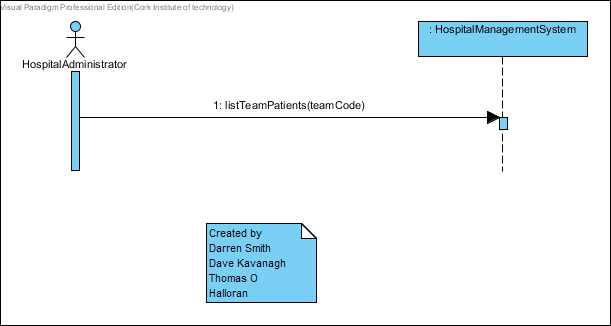 Visual Paradigm Professional Edition(Cork Institute of technology)
HospitalAdministrator
: HospitalManagementSystem
1: listTeamPatients(teamCode)
Created by
Darren Smith
Dave Kavanagh
Thomas O
Halloran